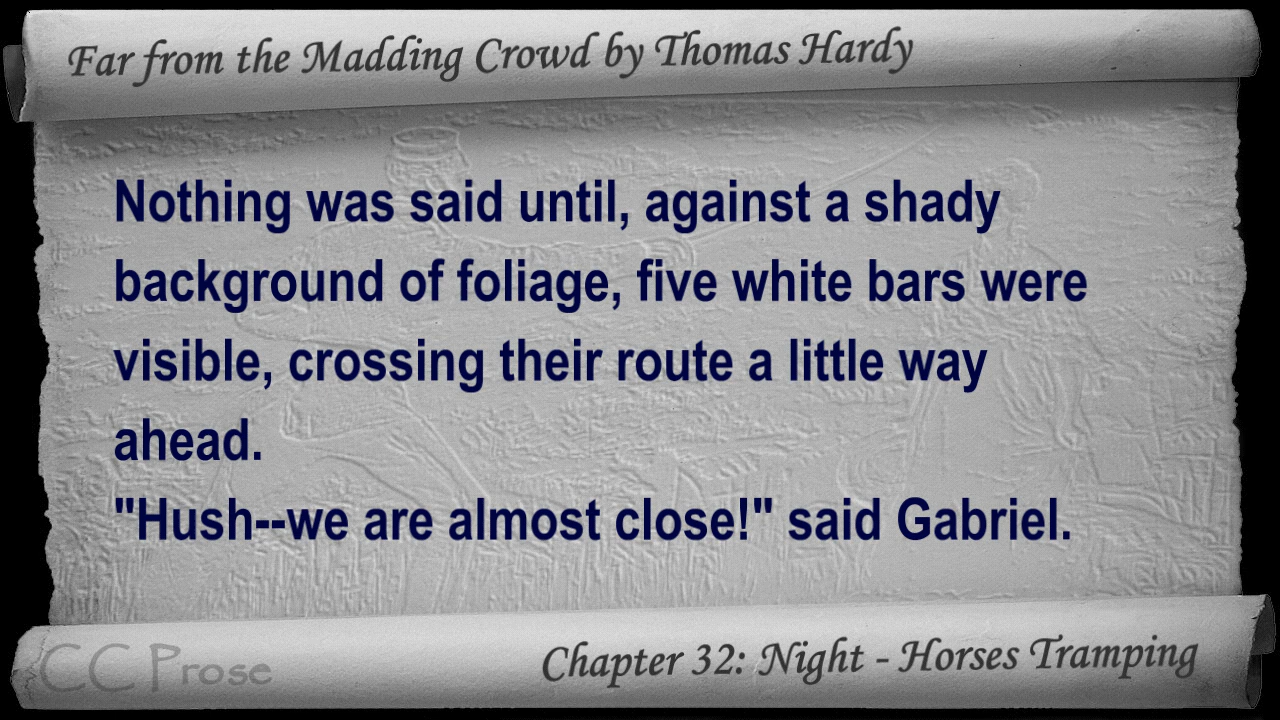 Far from the Madding Crowd by Thomas Hardy
Nothing was said until, against a shady
background of foliage, five white bars were
visible, crossing their route a little way
ahead.
"Hush--we are almost close!" said Gabriel.
CC Prose
Chapter 32: Night - Horses Tramping